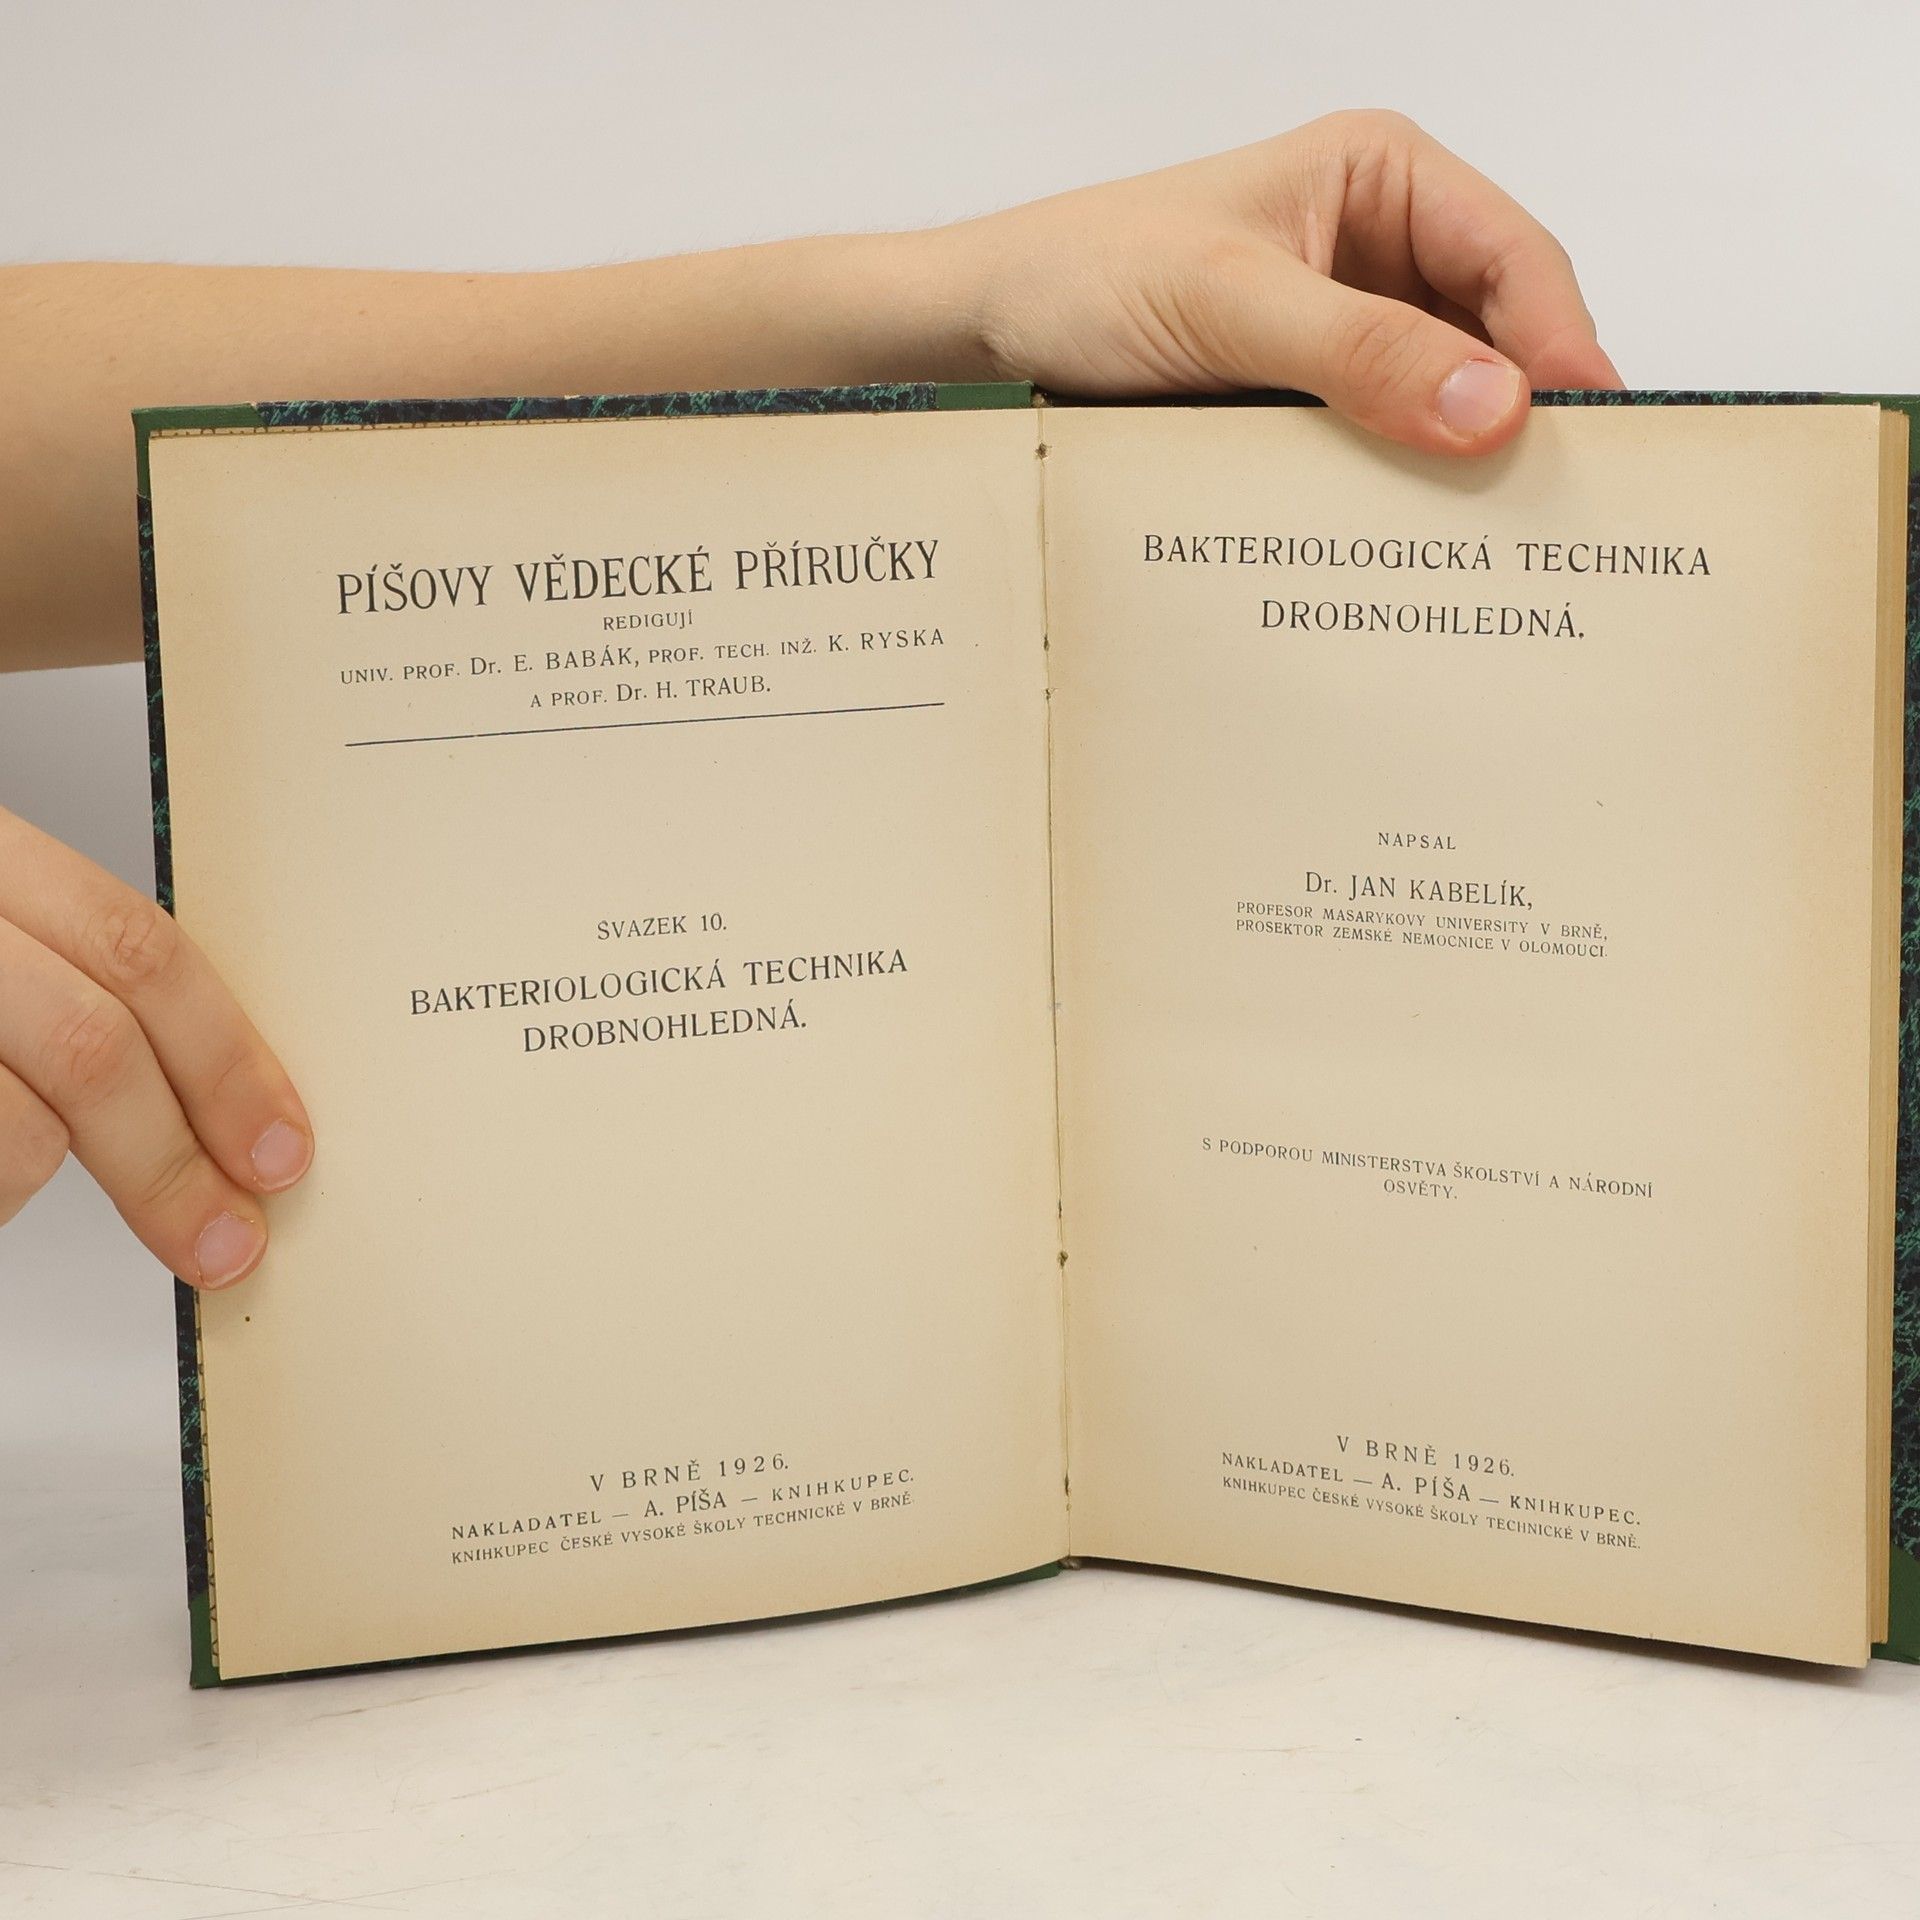 PÍŠOVY VĚDECKÉ PŘÍRUČKY
REDIGUJÍ
UNIV. PROF. Dr. E. BABÁK, PROF. TECH. INŽ. K. RYSKA
A PROF. Dr. H. TRAUB.
SVAZEK 10.
BAKTERIOLOGICKÁ TECHNIKA
DROBNOHLEDNÁ.
V BRNĚ 1926.
NAKLADATEL — A. PÍŠA — KNIHKUPEC.
KNIHKUPEC ČESKÉ VYSOKÉ ŠKOLY TECHNICKÉ V BRNĚ.
BAKTERIOLOGICKÁ TECHNIKA
DROBNOHLEDNÁ.
NAPSAL
Dr. JAN KABELÍK,
PROFESOR MASARYKOVY UNIVERSITY V BRNĚ,
PROSEKTOR ZEMSKÉ NEMOCNICE V OLOMOUCI.
S PODPOROU MINISTERSTVA ŠKOLSTVÍ A NÁRODNÍ
OSVĚTY.
V BRNĚ 1926.
NAKLADATEL — A. PÍŠA — KNIHKUPEC.
KNIHKUPEC ČESKÉ VYSOKÉ ŠKOLY TECHNICKÉ V BRNĚ.